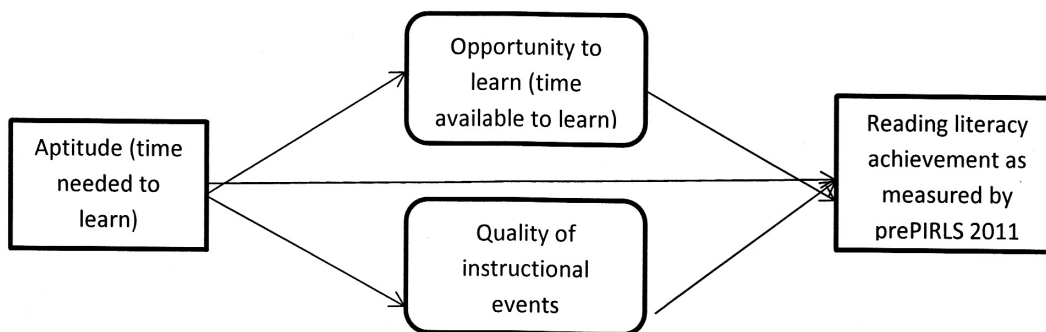 Opportunity to
learn (time
available to learn)
Aptitude (time
needed to
learn)
Reading literacy
achievement as
measured by
prePIRLS 2011
Quality of
instructional
events